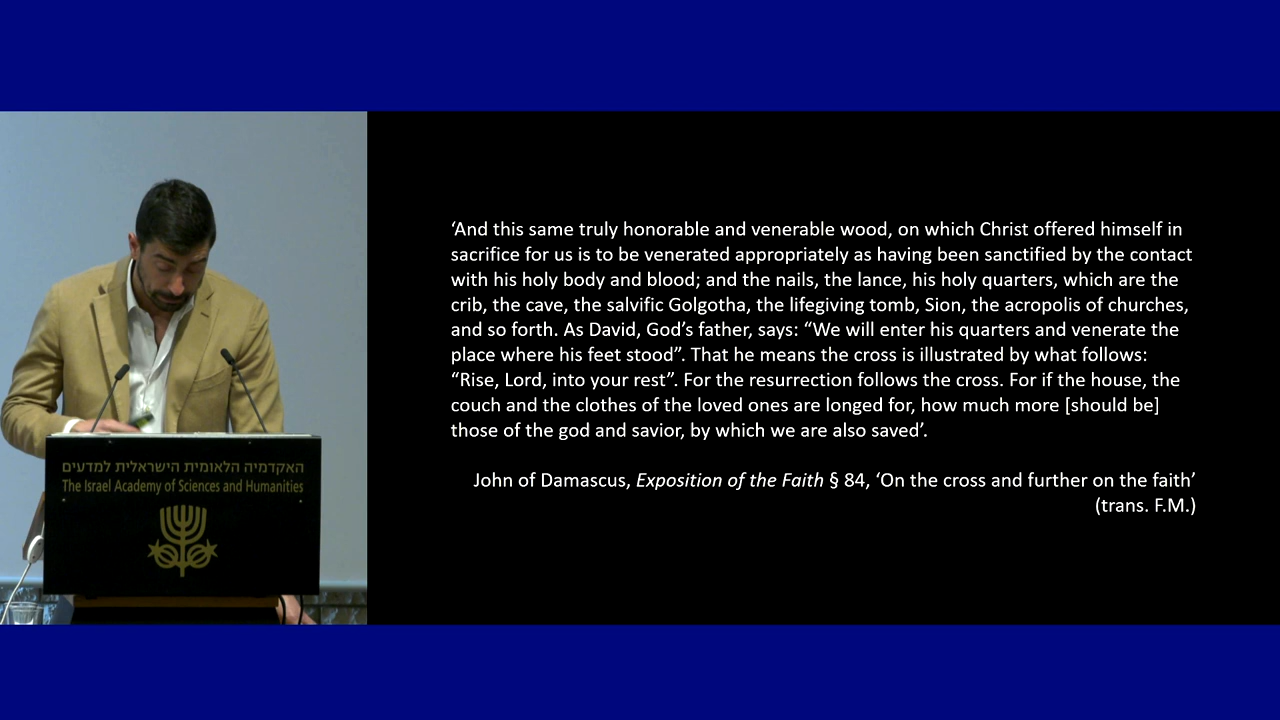 האקדמיה הלאומית הישראלית למדעים
The Israel Academy of Sciences and Humanities
‘And this same truly honorable and venerable wood, on which Christ offered himself in
sacrifice for us is to be venerated appropriately as having been sanctified by the contact
with his holy body and blood; and the nails, the lance, his holy quarters, which are the
crib, the cave, the salvific Golgotha, the lifegiving tomb, Sion, the acropolis of churches,
and so forth. As David, God’s father, says: “We will enter his quarters and venerate the
place where his feet stood”. That he means the cross is illustrated by what follows:
“Rise, Lord, into your rest”. For the resurrection follows the cross. For if the house, the
couch and the clothes of the loved ones are longed for, how much more [should be]
those of the god and savior, by which we are also saved’.
John of Damascus, Exposition of the Faith § 84, ‘On the cross and further on the faith’
(trans. F.M.)